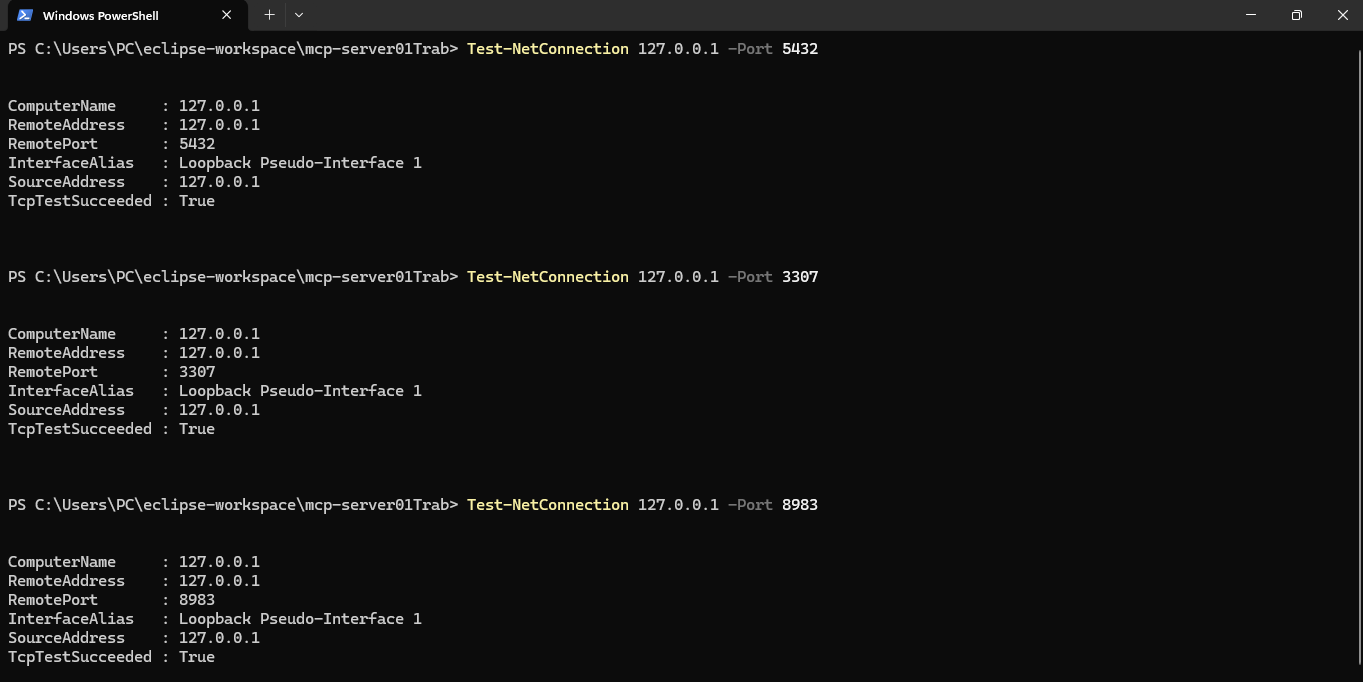 Windows PowerShell
PS C:\Users\PC\eclipse-workspace\mcp-server01Trab> Test-NetConnection 127.0.0.1 -Port 5432
ComputerName     : 127.0.0.1
RemoteAddress    : 127.0.0.1
RemotePort       : 5432
InterfaceAlias   : Loopback Pseudo-Interface 1
SourceAddress    : 127.0.0.1
TcpTestSucceeded : True
PS C:\Users\PC\eclipse-workspace\mcp-server01Trab> Test-NetConnection 127.0.0.1 -Port 3307
ComputerName     : 127.0.0.1
RemoteAddress    : 127.0.0.1
RemotePort       : 3307
InterfaceAlias   : Loopback Pseudo-Interface 1
SourceAddress    : 127.0.0.1
TcpTestSucceeded : True
PS C:\Users\PC\eclipse-workspace\mcp-server01Trab> Test-NetConnection 127.0.0.1 -Port 8983
ComputerName     : 127.0.0.1
RemoteAddress    : 127.0.0.1
RemotePort       : 8983
InterfaceAlias   : Loopback Pseudo-Interface 1
SourceAddress    : 127.0.0.1
TcpTestSucceeded : True